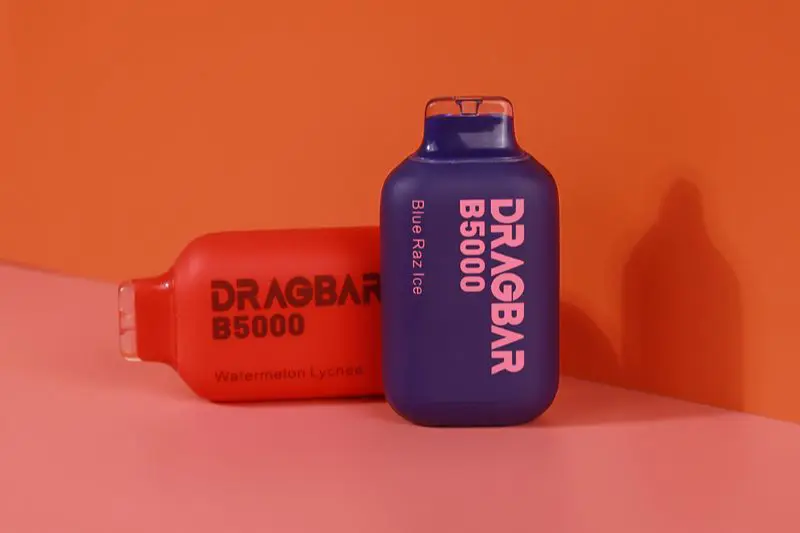 DRAGBAR
B5000
Watermelon Lychee
DRAGBAR
B5000
Blue Raz Ice